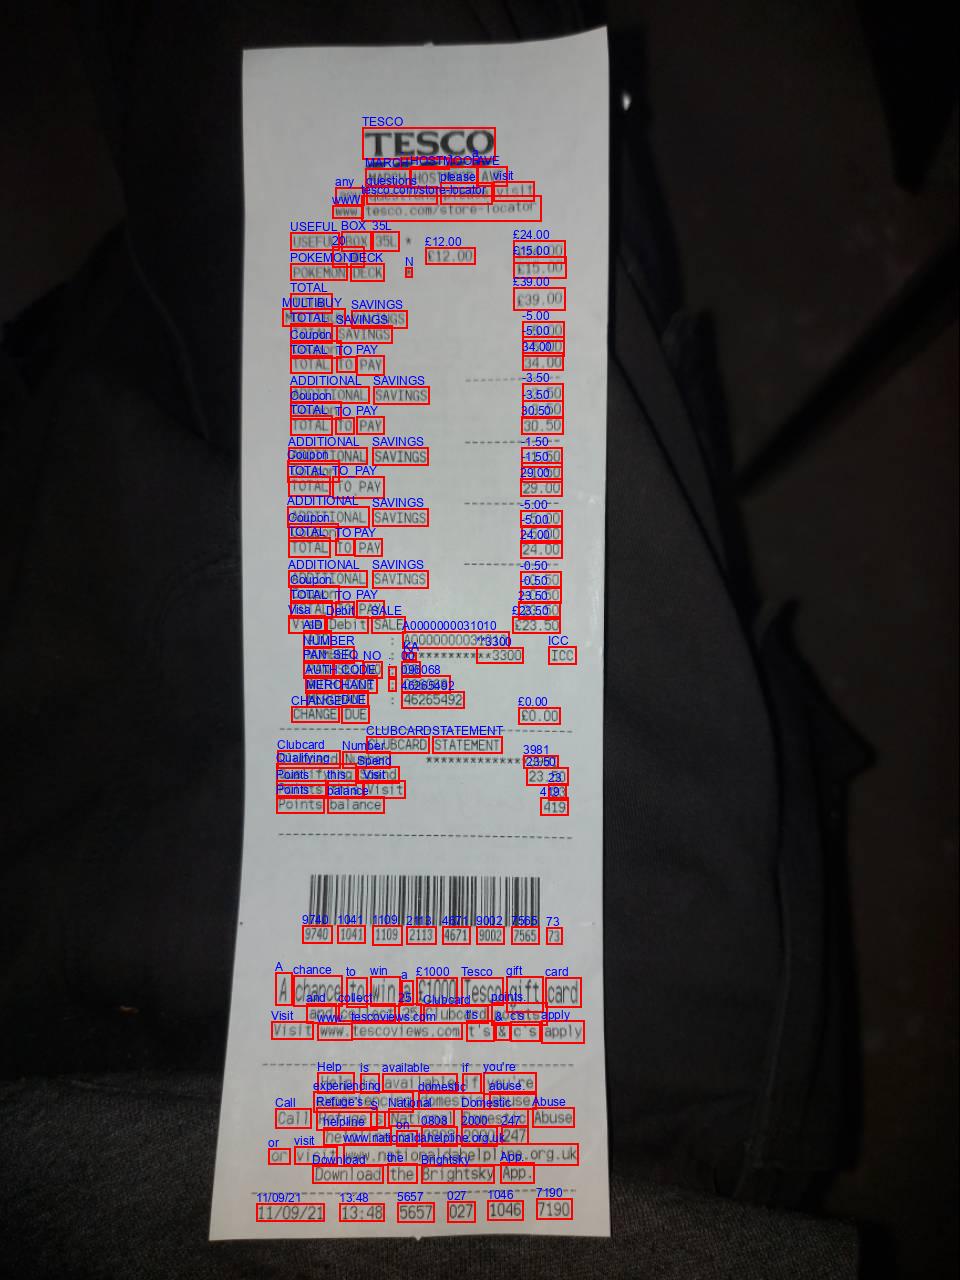 TESCO
MARCH HOSTMOOR AVE
any questions please visit
www.tesco.com/store-locator
USEFUL BOX 35L *
£12.00 £24.00
POKEMON DECK * £15.00
TOTAL £39.00
MULTIBUY SAVINGS -5.00
TOTAL SAVINGS -5.00
TOTAL TO PAY 34.00
ADDITIONAL SAVINGS
Coupon -3.50
TOTAL -3.50
TOTAL TO PAY 30.50
ADDITIONAL SAVINGS
Coupon -1.50
TOTAL -1.50
TOTAL TO PAY 29.00
ADDITIONAL SAVINGS
Coupon -5.00
TOTAL -5.00
TOTAL TO PAY 24.00
ADDITIONAL SAVINGS
Coupon -0.50
TOTAL -0.50
TOTAL TO PAY 23.50
Visa Debit SALE £23.50
AID : A0000000031010
NUMBER : ************3300 ICC
PAN SEQ NO : 00
AUTH CODE : 096068
MERCHANT : 46265492
CHANGE DUE £0.00
CLUBCARD STATEMENT
Clubcard Number **************3981
Qualifying Spend 23.50
Points this Visit 23
Points balance 419
9740 1041 1109 2113 4671 9002 7565 73
A chance to win a £1000 Tesco gift card
and collect 25 Clubcard points.
Visit www.tescoviews.com t's & c's apply
Help is available if you're
experiencing domestic abuse.
Call Refuge's National Domestic Abuse
helpline on 0808 2000 247
or visit www.nationaldahelpline.org.uk
Download the Brightsky App.
11/09/21 13:48 5657 027 1046 7190